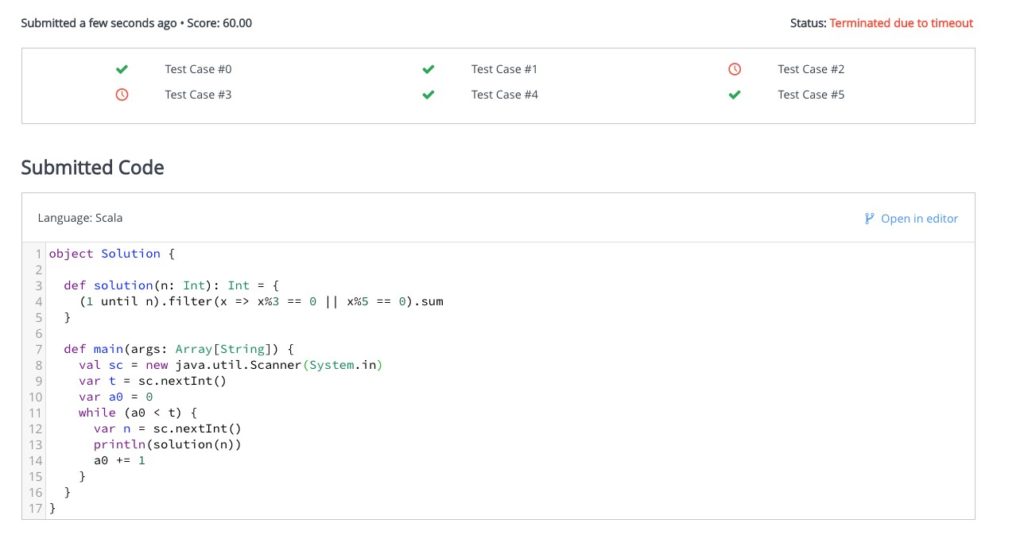 Submitted a few seconds ago • Score: 60.00
Status: Terminated due to timeout
Test Case #0
Test Case #1
Test Case #2
Test Case #3
Test Case #4
Test Case #5
Submitted Code
Language: Scala
Open in editor
1 object Solution {
2
3   def solution(n: Int): Int = {
4     (1 until n).filter(x => x%3 == 0 || x%5 == 0).sum
5   }
6
7   def main(args: Array[String]) {
8     val sc = new java.util.Scanner(System.in)
9     var t = sc.nextInt()
10     var a0 = 0
11     while (a0 < t) {
12       var n = sc.nextInt()
13       println(solution(n))
14       a0 += 1
15     }
16   }
17 }